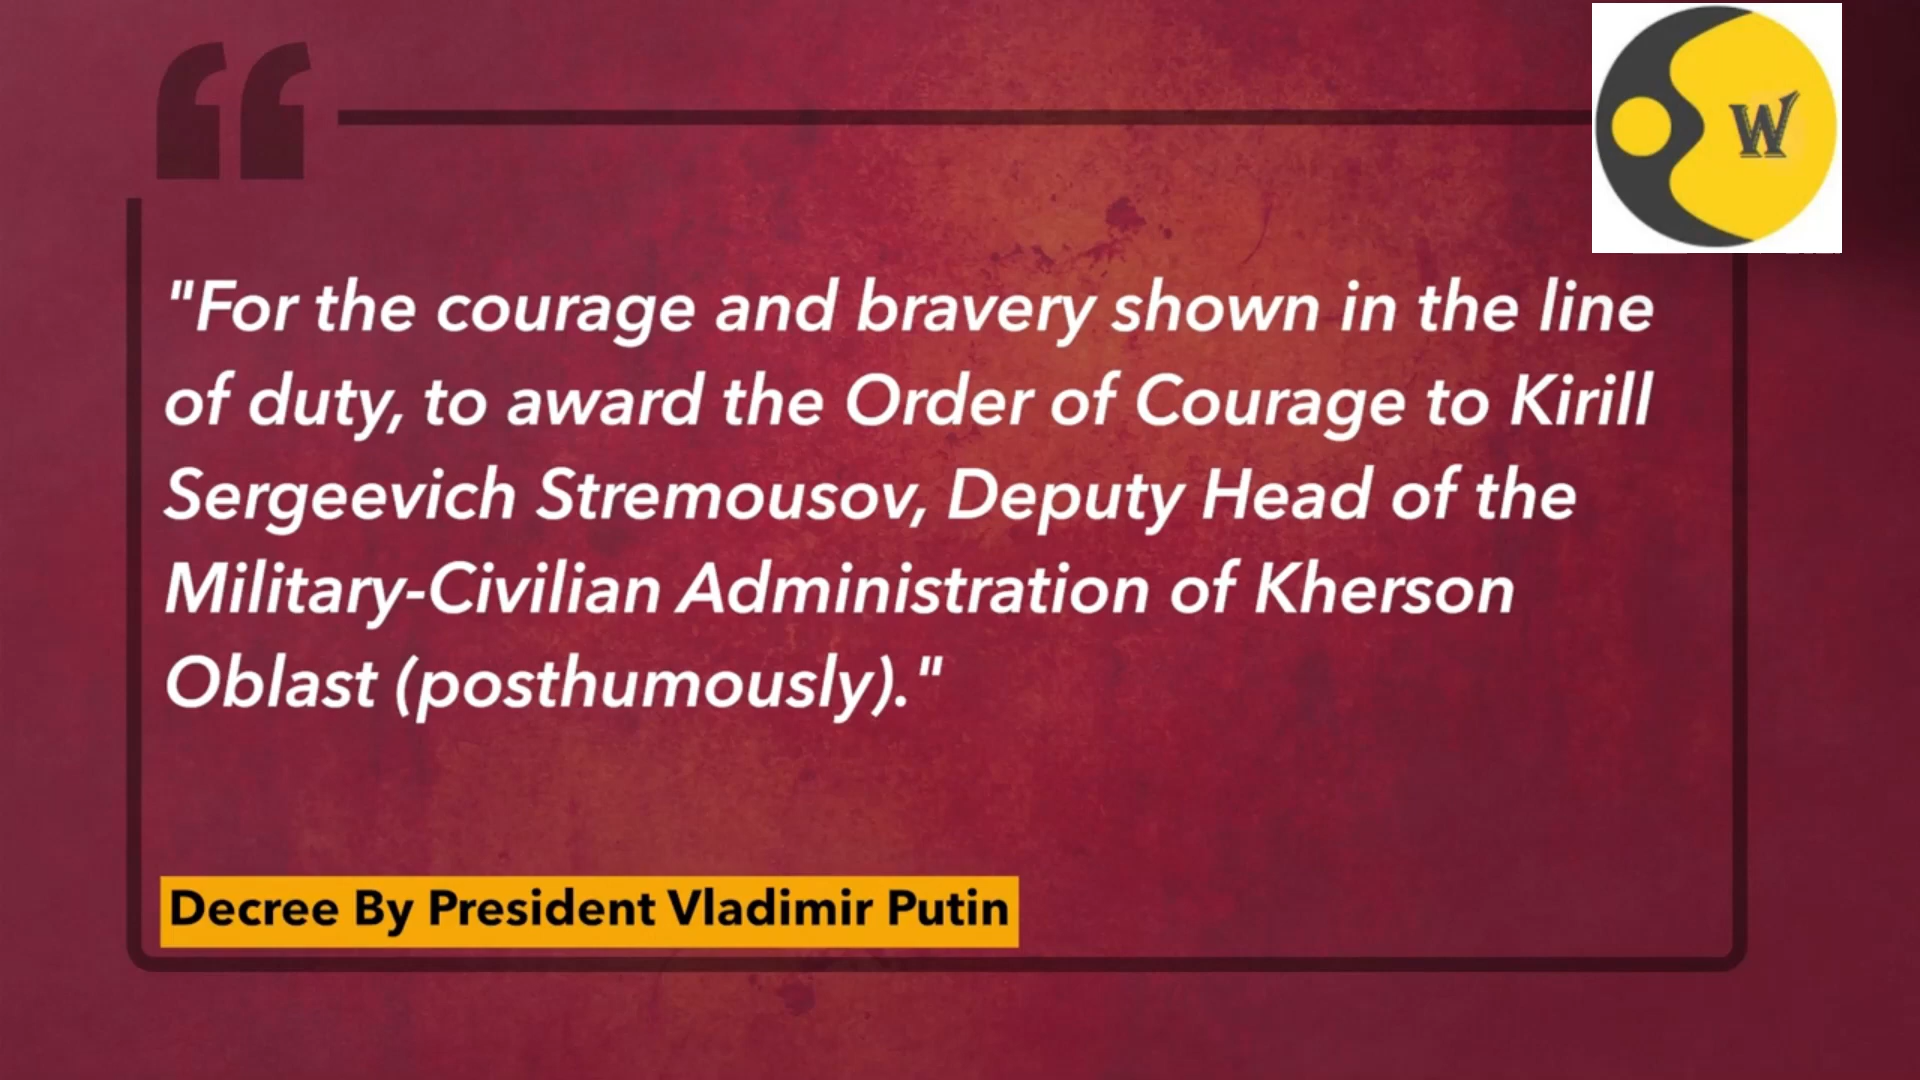 W
"For the courage and bravery shown in the line
of duty, to award the Order of Courage to Kirill
Sergeevich Stremousov, Deputy Head of the
Military-Civilian Administration of Kherson
Oblast (posthumously)."
Decree By President Vladimir Putin